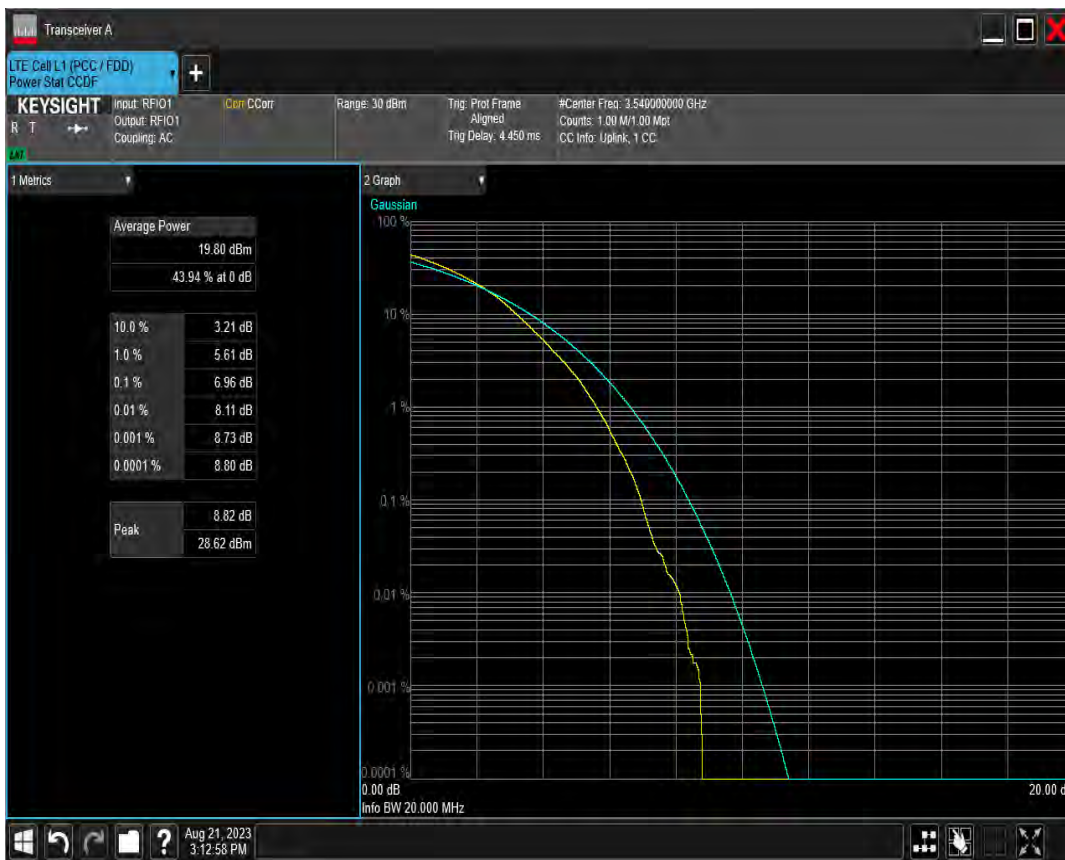 Transceiver A
LTE Cell L1 (PCC / FDD)
Power Stat CCDF
+
KEYSIGHT
R T
LNI
Input: RFIO1
Output: RFIO1
Coupling: AC
Corr CCorr
Range: 30 dBm
Trig: Prot Frame
Aligned
Trig Delay: 4.450 ms
#Center Freq: 3.540000000 GHz
Counts: 1.00 M/1.00 Mpt
CC Info: Uplink, 1 CC
1 Metrics
Average Power
19.80 dBm
43.94 % at 0 dB
10.0 % 3.21 dB
1.0 % 5.61 dB
0.1 % 6.96 dB
0.01 % 8.11 dB
0.001 % 8.73 dB
0.0001 % 8.80 dB
Peak
8.82 dB
28.62 dBm
2 Graph
Gaussian
100 %
10 %
1 %
0.1 %
0.01 %
0.001 %
0.0001 %
0.00 dB 20.00 d
Info BW 20.000 MHz
?
Aug 21, 2023
3:12:58 PM